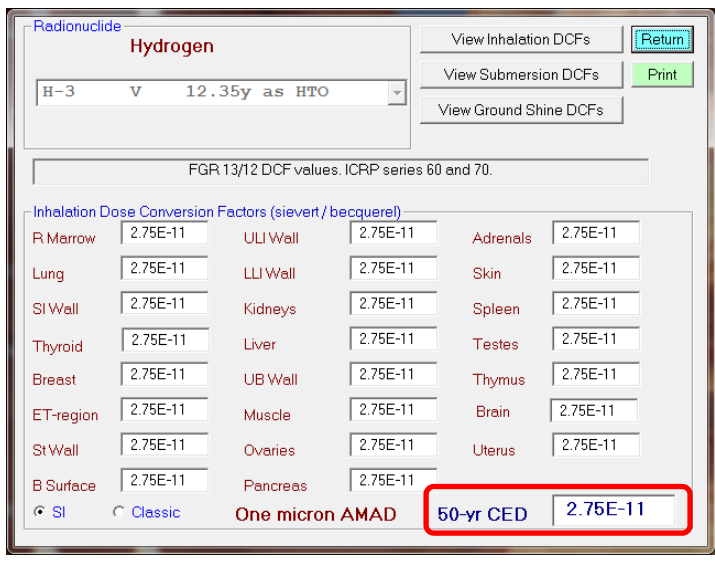 Radionuclide
Hydrogen
H-3 V 12.35y as HTO
View Inhalation DCFs
Return
View Submersion DCFs
Print
View Ground Shine DCFs
FGR 13/12 DCF values. ICRP series 60 and 70.
Inhalation Dose Conversion Factors (sievert / becquerel)
R Marrow 2.75E-11 ULI Wall 2.75E-11 Adrenals 2.75E-11
Lung 2.75E-11 LLI Wall 2.75E-11 Skin 2.75E-11
SI Wall 2.75E-11 Kidneys 2.75E-11 Spleen 2.75E-11
Thyroid 2.75E-11 Liver 2.75E-11 Testes 2.75E-11
Breast 2.75E-11 UB Wall 2.75E-11 Thymus 2.75E-11
ET-region 2.75E-11 Muscle 2.75E-11 Brain 2.75E-11
St Wall 2.75E-11 Ovaries 2.75E-11 Uterus 2.75E-11
B Surface 2.75E-11 Pancreas 2.75E-11
SI Classic One micron AMAD 50-yr CED 2.75E-11